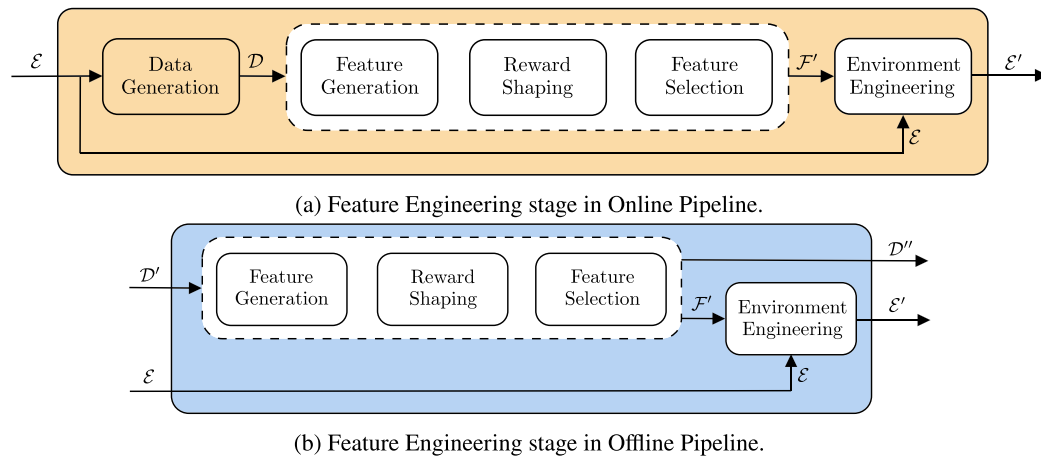 ℰ
Data
Generation
𝒟
Feature
Generation
Reward
Shaping
Feature
Selection
ℱ′
Environment
Engineering
ℰ′
ℰ
(a) Feature Engineering stage in Online Pipeline.
𝒟′
Feature
Generation
Reward
Shaping
Feature
Selection
𝒟′′
ℱ′
Environment
Engineering
ℰ′
ℰ
ℰ
(b) Feature Engineering stage in Offline Pipeline.